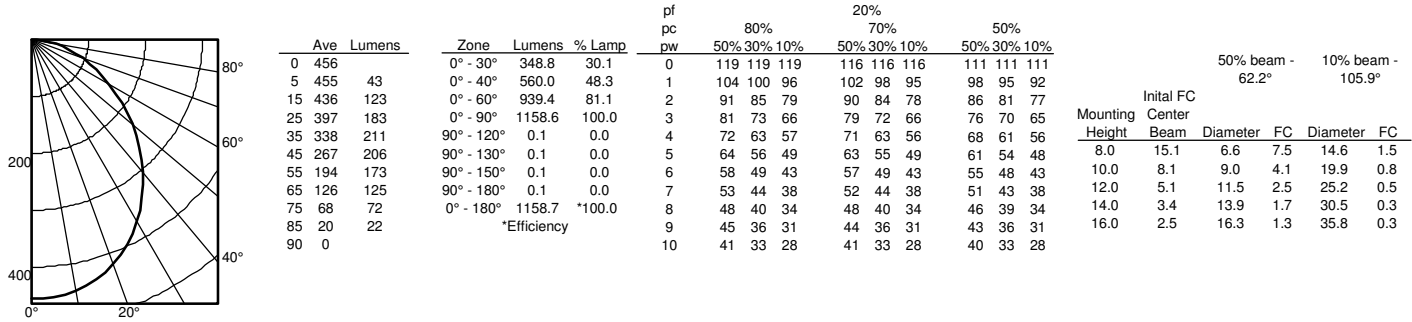 80°
60°
40°
200
400
0° 20°
Ave Lumens
0 456
5 455 43
15 436 123
25 397 183
35 338 211
45 267 206
55 194 173
65 126 125
75 68 72
85 20 22
90 0
Zone Lumens % Lamp
0° - 30° 348.8 30.1
0° - 40° 560.0 48.3
0° - 60° 939.4 81.1
0° - 90° 1158.6 100.0
90° - 120° 0.1 0.0
90° - 130° 0.1 0.0
90° - 150° 0.1 0.0
90° - 180° 0.1 0.0
0° - 180° 1158.7 *100.0
*Efficiency
pf 20%
pc 80% 70% 50%
pw 50% 30% 10% 50% 30% 10% 50% 30% 10%
0 119 119 119 116 116 116 111 111 111
1 104 100 96 102 98 95 98 95 92
2 91 85 79 90 84 78 86 81 77
3 81 73 66 79 72 66 76 70 65
4 72 63 57 71 63 56 68 61 56
5 64 56 49 63 55 49 61 54 48
6 58 49 43 57 49 43 55 48 43
7 53 44 38 52 44 38 51 43 38
8 48 40 34 48 40 34 46 39 34
9 45 36 31 44 36 31 43 36 31
10 41 33 28 41 33 28 40 33 28
50% beam - 10% beam -
62.2° 105.9°
Inital FC
Mounting Center
Height Beam Diameter FC Diameter FC
8.0 15.1 6.6 7.5 14.6 1.5
10.0 8.1 9.0 4.1 19.9 0.8
12.0 5.1 11.5 2.5 25.2 0.5
14.0 3.4 13.9 1.7 30.5 0.3
16.0 2.5 16.3 1.3 35.8 0.3